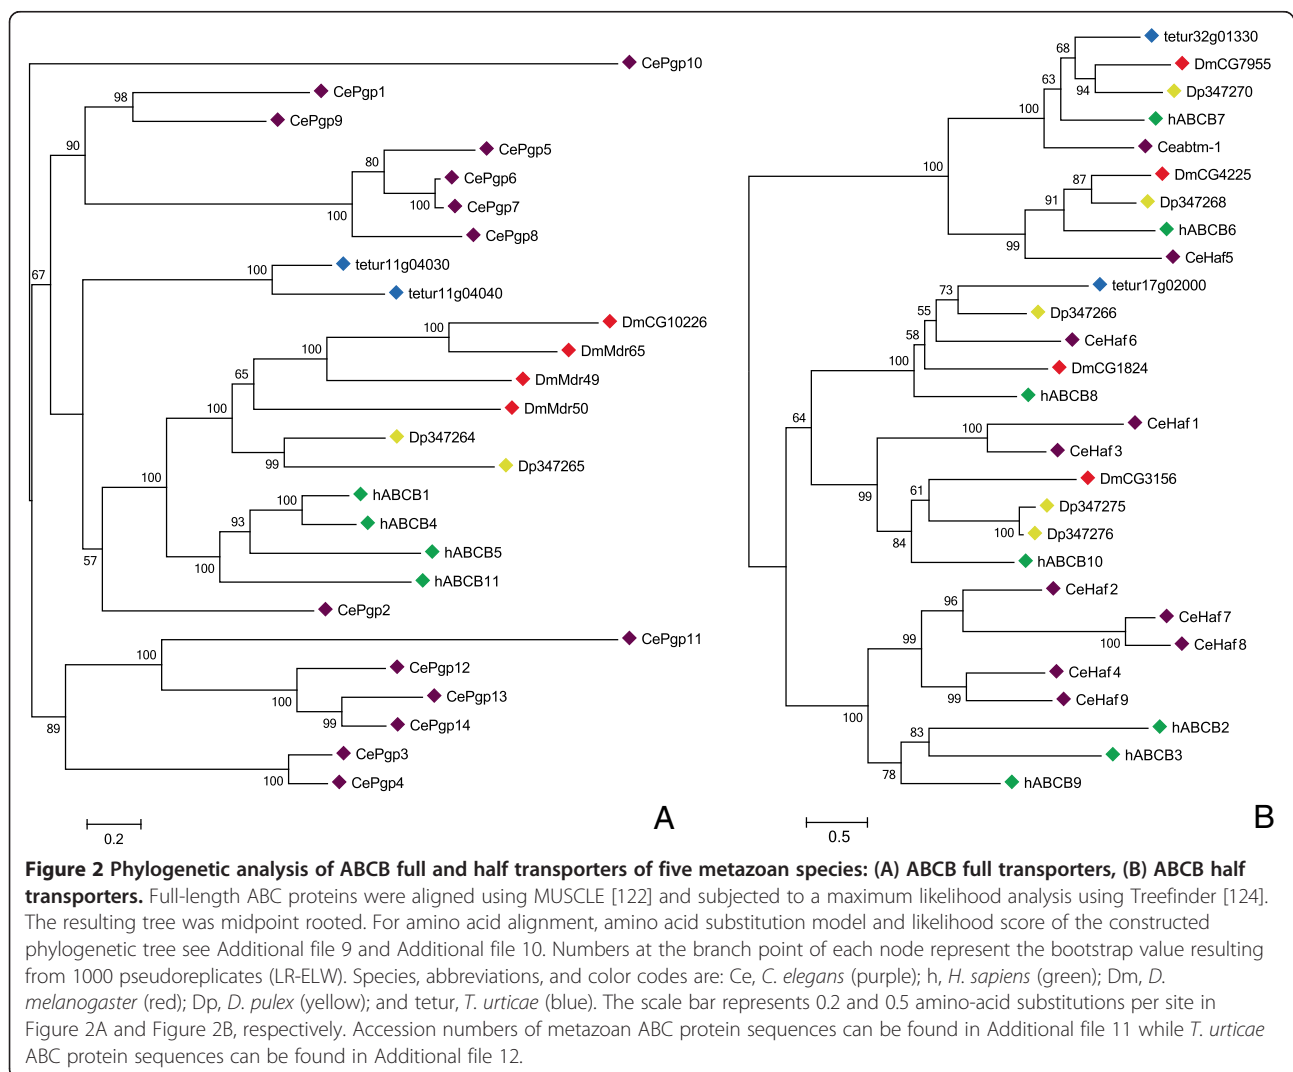 CePgp10
CePgp1
98
CePgp9
90
CePgp5
80
CePgp6
CePgp7
100
100
CePgp8
67
tetur11g04030
100
tetur11g04040
DmCG10226
100
DmMdr65
100
DmMdr49
65
DmMdr50
100
Dp347264
99
Dp347265
100
hABCB1
100
hABCB4
93
hABCB5
100
hABCB11
57
CePgp2
CePgp11
100
CePgp12
100
CePgp13
99
CePgp14
89
CePgp3
100
CePgp4
0.2
A
tetur32g01330
68
DmCG7955
63
94
Dp347270
100
hABCB7
Ceabtm-1
100
DmCG4225
87
Dp347268
91
hABCB6
99
CeHaf5
tetur17g02000
73
Dp347266
55
CeHaf6
58
DmCG1824
100
hABCB8
64
CeHaf1
100
CeHaf3
99
DmCG3156
61
Dp347275
100
Dp347276
84
hABCB10
CeHaf2
96
CeHaf7
100
CeHaf8
99
CeHaf4
99
CeHaf9
100
hABCB2
83
hABCB3
78
hABCB9
0.5
B
Figure 2 Phylogenetic analysis of ABCB full and half transporters of five metazoan species: (A) ABCB full transporters, (B) ABCB half
transporters. Full-length ABC proteins were aligned using MUSCLE [122] and subjected to a maximum likelihood analysis using Treefinder [124].
The resulting tree was midpoint rooted. For amino acid alignment, amino acid substitution model and likelihood score of the constructed
phylogenetic tree see Additional file 9 and Additional file 10. Numbers at the branch point of each node represent the bootstrap value resulting
from 1000 pseudoreplicates (LR-ELW). Species, abbreviations, and color codes are: Ce, C. elegans (purple); h, H. sapiens (green); Dm, D.
melanogaster (red); Dp, D. pulex (yellow); and tetur, T. urticae (blue). The scale bar represents 0.2 and 0.5 amino-acid substitutions per site in
Figure 2A and Figure 2B, respectively. Accession numbers of metazoan ABC protein sequences can be found in Additional file 11 while T. urticae
ABC protein sequences can be found in Additional file 12.